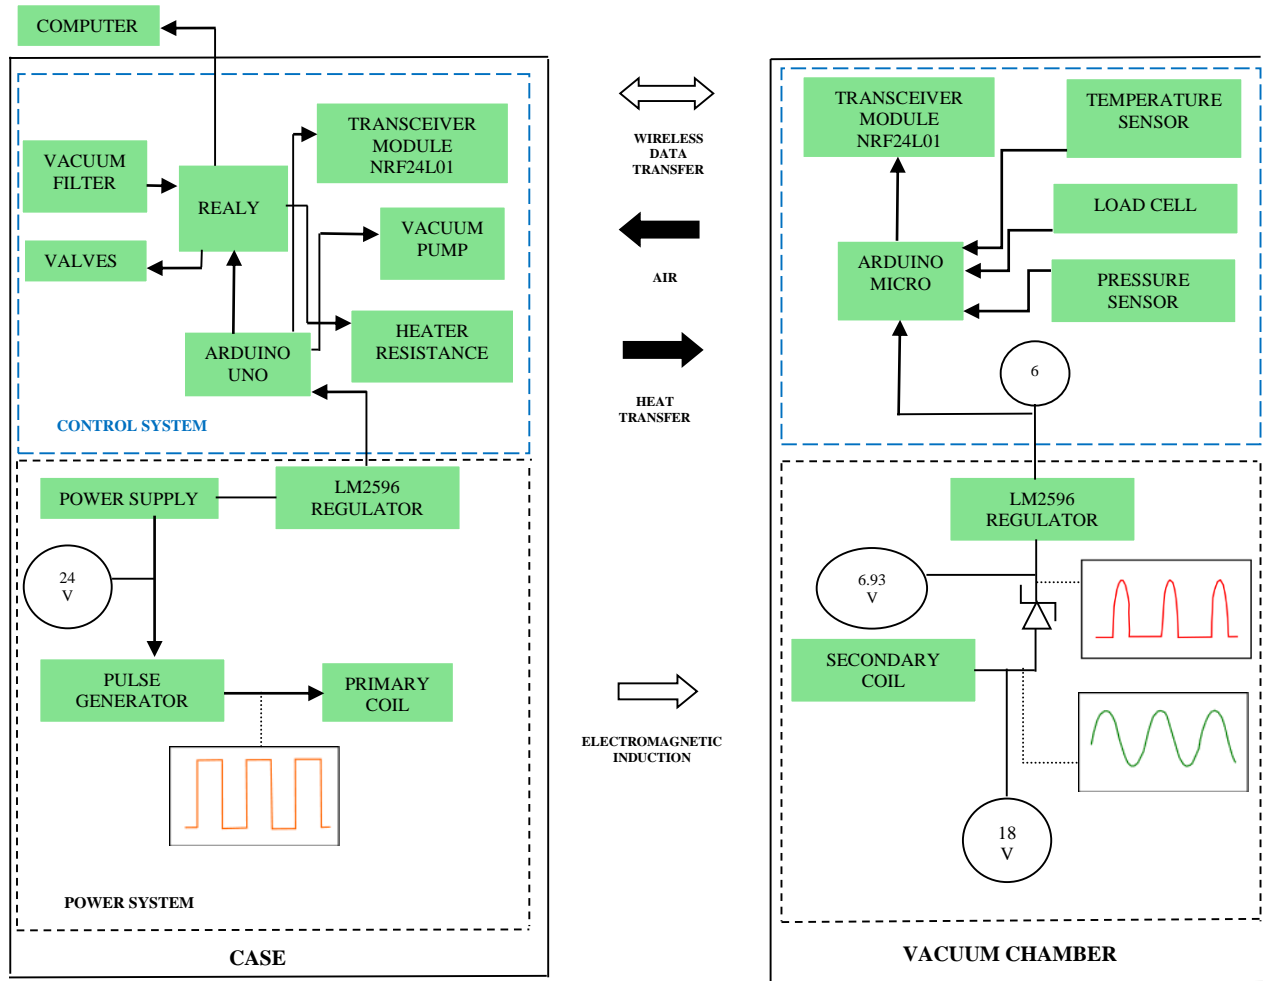 COMPUTER
VACUUM
FILTER
VALVES
REALY
TRANSCEIVER
MODULE
NRF24L01
VACUUM
PUMP
HEATER
RESISTANCE
ARDUINO
UNO
CONTROL SYSTEM
POWER SUPPLY
LM2596
REGULATOR
24
V
PULSE
GENERATOR
PRIMARY
COIL
POWER SYSTEM
CASE
WIRELESS
DATA
TRANSFER
AIR
HEAT
TRANSFER
ELECTROMAGNETIC
INDUCTION
TRANSCEIVER
MODULE
NRF24L01
TEMPERATURE
SENSOR
LOAD CELL
ARDUINO
MICRO
PRESSURE
SENSOR
6
LM2596
REGULATOR
6.93
V
SECONDARY
COIL
18
V
VACUUM CHAMBER